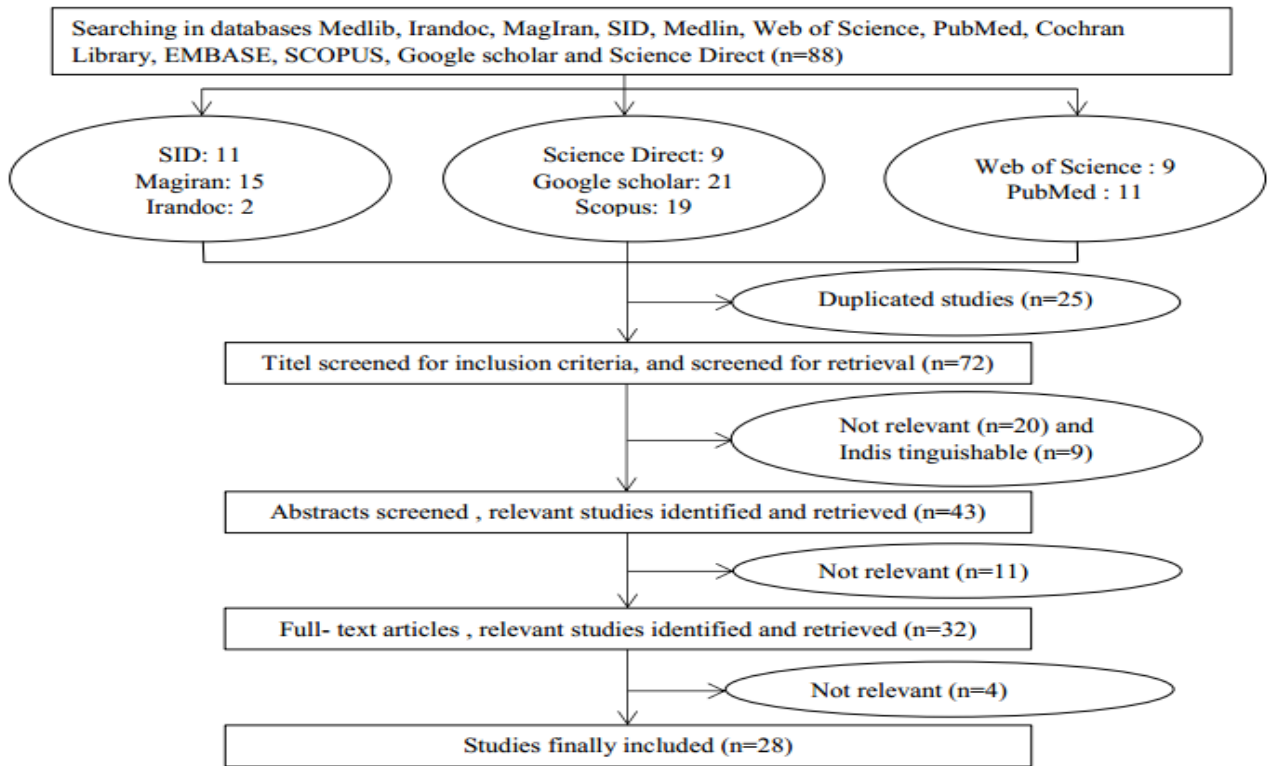 Searching in databases Medlib, Irandoc, MagIran, SID, Medlin, Web of Science, PubMed, Cochran
Library, EMBASE, SCOPUS, Google scholar and Science Direct (n=88)
SID: 11
Magiran: 15
Irandoc: 2
Science Direct: 9
Google scholar: 21
Scopus: 19
Web of Science : 9
PubMed : 11
Duplicated studies (n=25)
Titel screened for inclusion criteria, and screened for retrieval (n=72)
Not relevant (n=20) and
Indis tinguishable (n=9)
Abstracts screened , relevant studies identified and retrieved (n=43)
Not relevant (n=11)
Full- text articles , relevant studies identified and retrieved (n=32)
Not relevant (n=4)
Studies finally included (n=28)